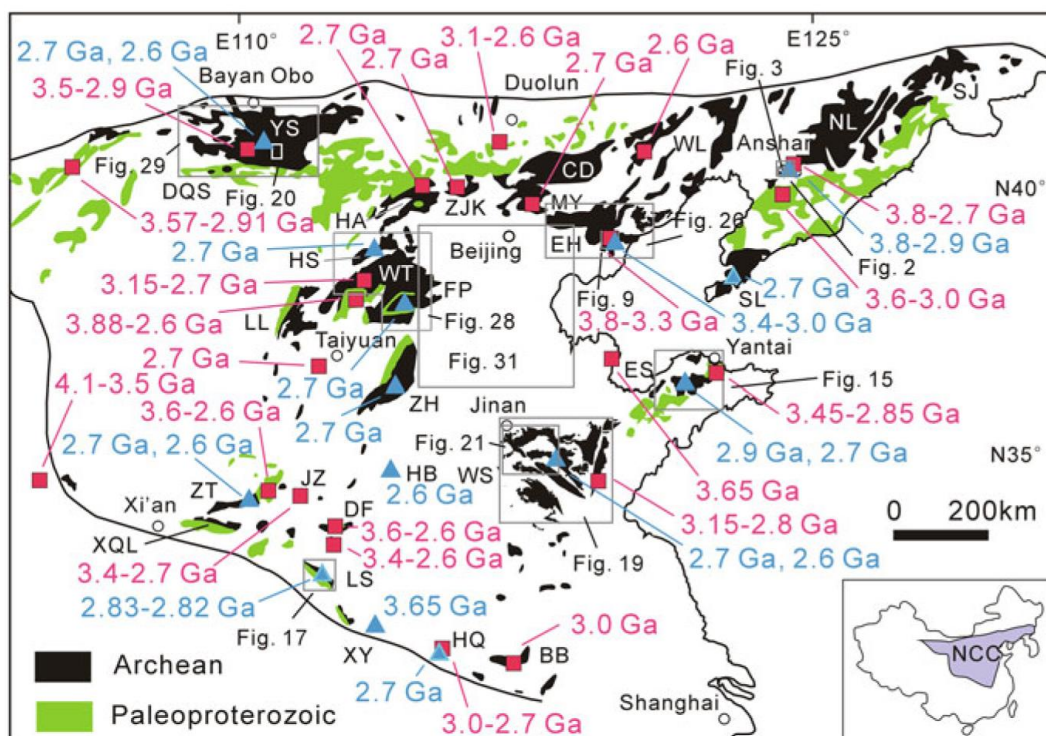 E110°
E125°
2.7 Ga, 2.6 Ga
2.7 Ga
2.7 Ga
3.1-2.6 Ga
2.6 Ga
2.7 Ga
Fig. 3
Bayan Obo
Duolun
SJ
3.5-2.9 Ga
YS
NL
Fig. 29
WL
Anshan
CD
DQS
Fig. 20
N40°
ZJK
MY
3.57-2.91 Ga
HA
3.8-2.7 Ga
Fig. 26
2.7 Ga
HS
Beijing
EH
3.8-2.9 Ga
WT
3.15-2.7 Ga
FP
Fig. 9
SL
2.7 Ga
Fig. 2
3.88-2.6 Ga
3.8-3.3 Ga
3.6-3.0 Ga
LL
Fig. 28
3.4-3.0 Ga
Taiyuan
2.7 Ga
Fig. 31
ES
Yantai
4.1-3.5 Ga
2.7 Ga
Fig. 15
3.6-2.6 Ga
ZH
Jinan
3.45-2.85 Ga
2.7 Ga, 2.6 Ga
2.7 Ga
Fig. 21
2.9 Ga, 2.7 Ga
N35°
HB
WS
ZT
JZ
2.6 Ga
3.65 Ga
Xi'an
DF
3.15-2.8 Ga
200km
XQL
3.6-2.6 Ga
2.7 Ga, 2.6 Ga
3.4-2.7 Ga
3.4-2.6 Ga
Fig. 19
LS
2.83-2.82 Ga
3.65 Ga
Fig. 17
3.0 Ga
XY
HQ
BB
NCC
Archean
2.7 Ga
Shanghai
Paleoproterozoic
3.0-2.7 Ga